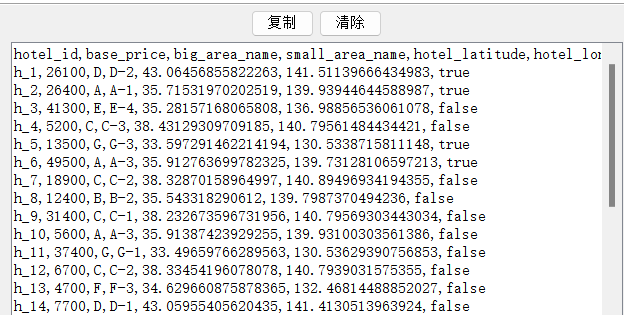 复制 清除
hotel_id,base_price,big_area_name,small_area_name,hotel_latitude,hotel_lon
h_1,26100,D,D-2,43.06456855822263,141.51139666434983,true
h_2,26400,A,A-1,35.71531970202519,139.93944644588987,true
h_3,41300,E,E-4,35.28157168065808,136.98856536061078,false
h_4,5200,C,C-3,38.43129309709185,140.79561484434421,false
h_5,13500,G,G-3,33.597291462214194,130.5338715811148,true
h_6,49500,A,A-3,35.912763699782325,139.73128106597213,true
h_7,18900,C,C-2,38.32870158964997,140.89496934194355,false
h_8,12400,B,B-2,35.543318290612,139.7987370494236,false
h_9,31400,C,C-1,38.232673596731956,140.79569303443034,false
h_10,5600,A,A-3,35.91387423929255,139.93100303561386,false
h_11,37400,G,G-1,33.49659766289563,130.53629390756853,false
h_12,6700,C,C-2,38.33454196078078,140.7939031575355,false
h_13,4700,F,F-3,34.629660875878365,132.46814488852027,false
h_14,7700,D,D-1,43.05955405620435,141.4130513963924,false